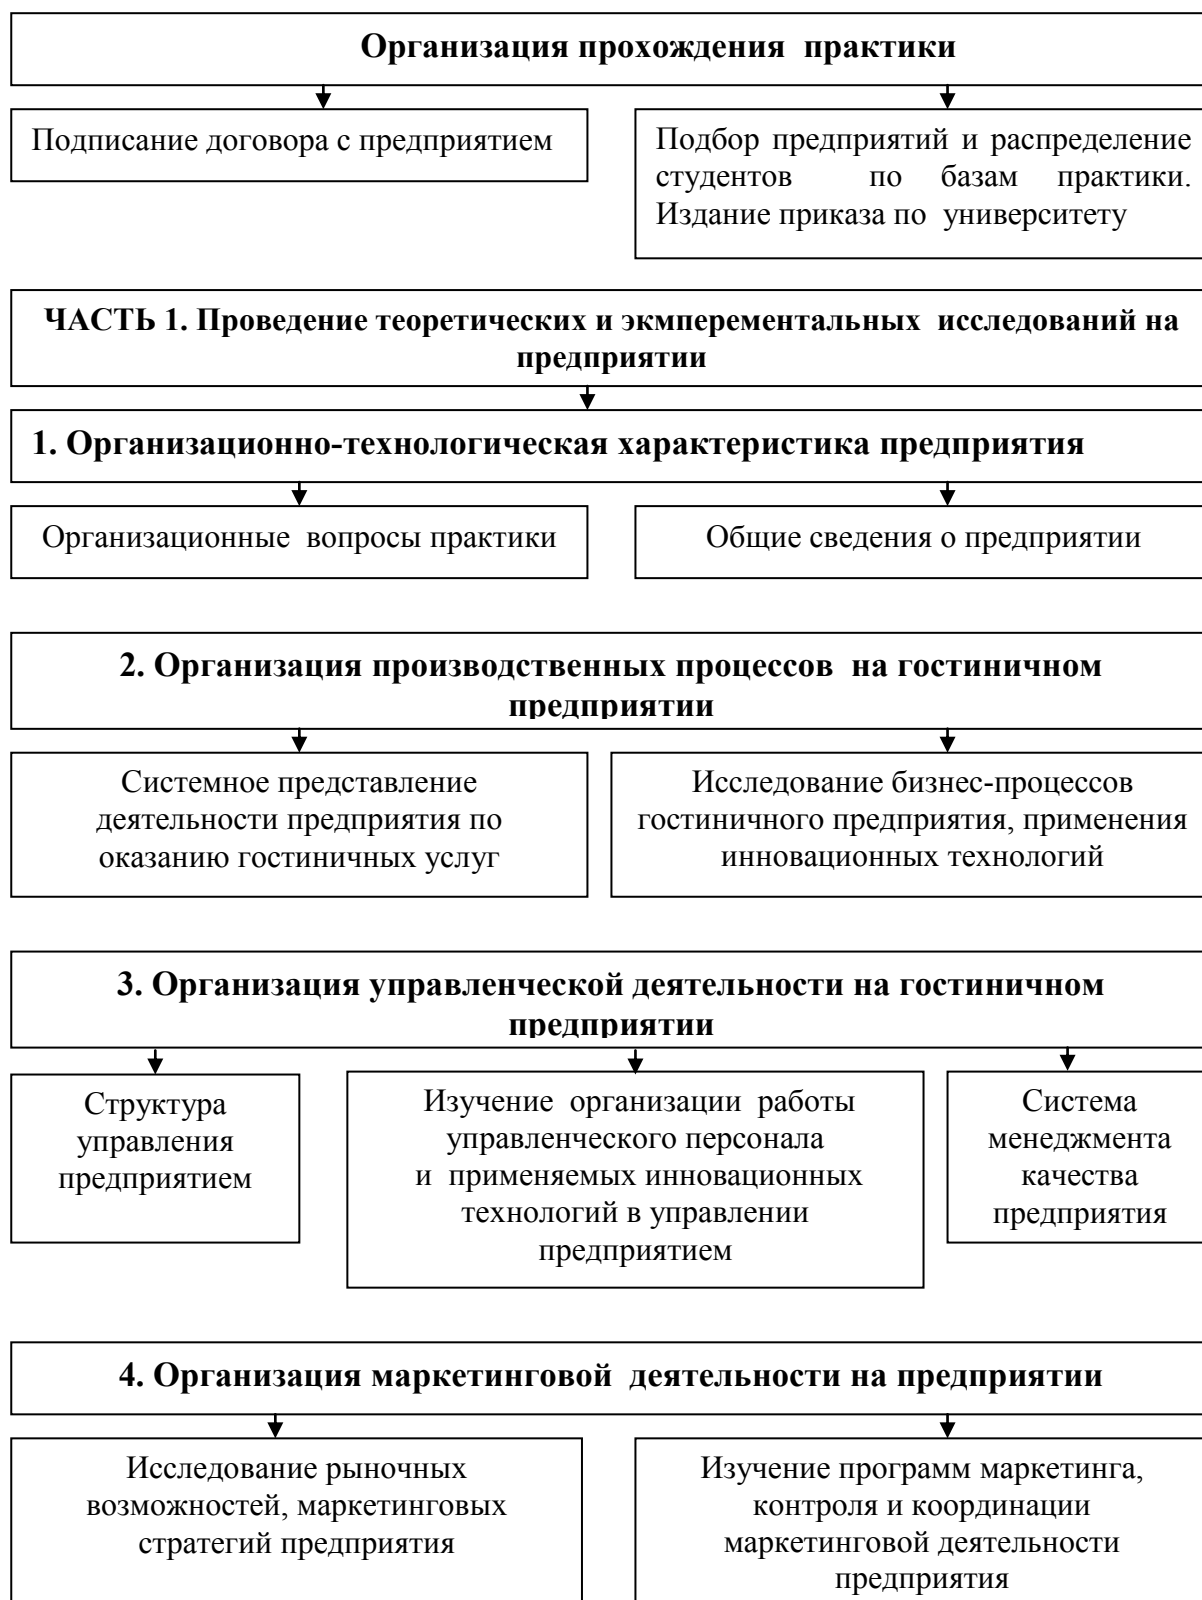 Организация прохождения практики
Подписание договора с предприятием
Подбор предприятий и распределение
студентов по базам практики.
Издание приказа по университету
ЧАСТЬ 1. Проведение теоретических и экмперементальных исследований на
предприятии
1. Организационно-технологическая характеристика предприятия
Организационные вопросы практики
Общие сведения о предприятии
2. Организация производственных процессов на гостиничном
предприятии
Системное представление
деятельности предприятия по
оказанию гостиничных услуг
Исследование бизнес-процессов
гостиничного предприятия, применения
инновационных технологий
3. Организация управленческой деятельности на гостиничном
предприятии
Структура
управления
предприятием
Изучение организации работы
управленческого персонала
и применяемых инновационных
технологий в управлении
предприятием
Система
менеджмента
качества
предприятия
4. Организация маркетинговой деятельности на предприятии
Исследование рыночных
возможностей, маркетинговых
стратегий предприятия
Изучение программ маркетинга,
контроля и координации
маркетинговой деятельности
предприятия